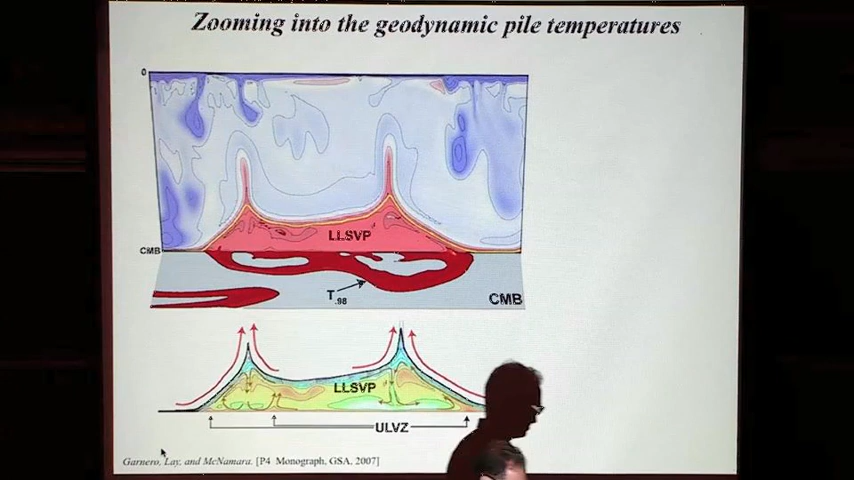 Zooming into the geodynamic pile temperatures
0
LLSVP
CMB
T.98
CMB
LLSVP
ULVZ
Garnero, Lay, and McNamara. [P4 Monograph, GSA, 2007]